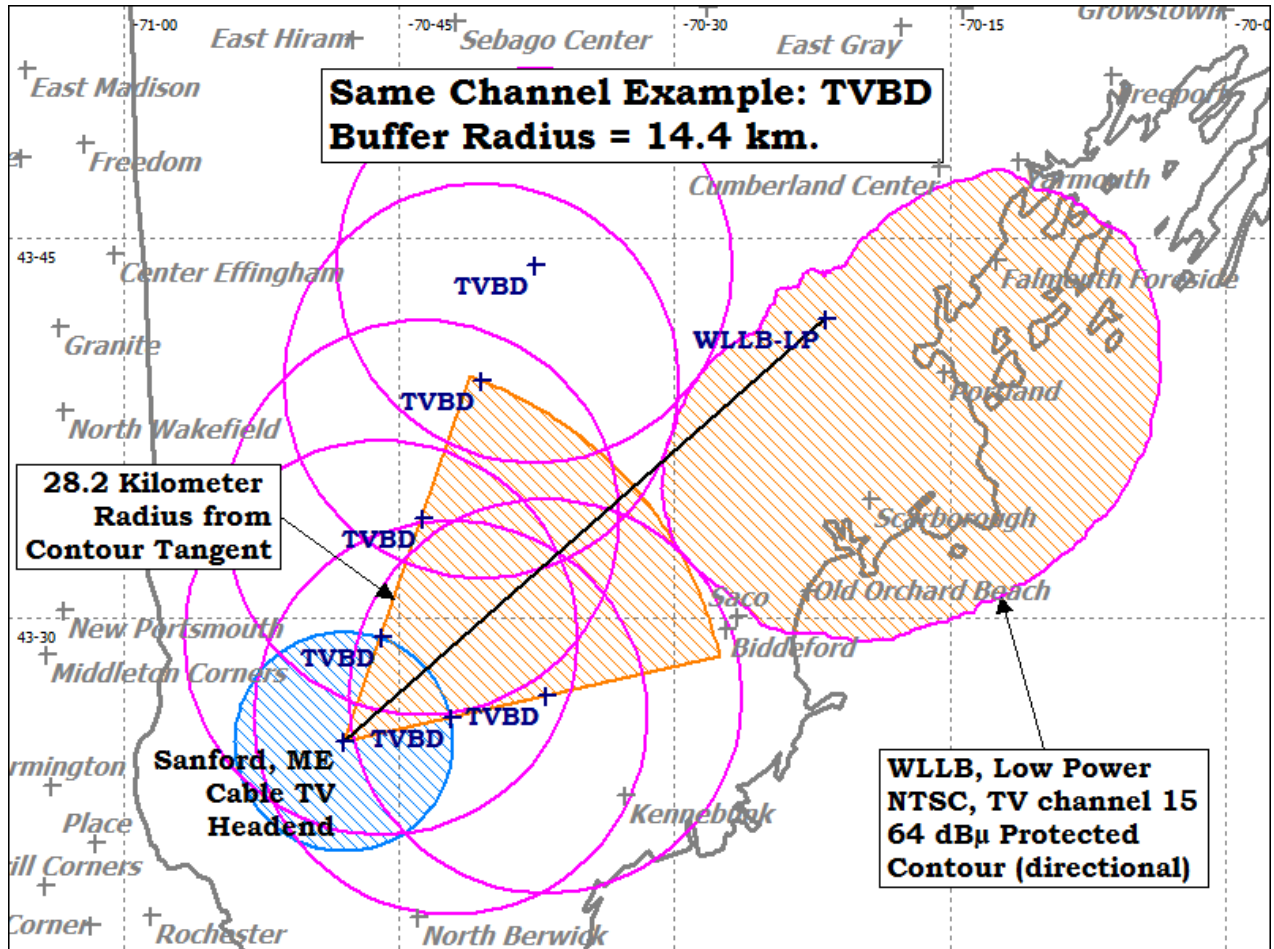 -71-00
-70-45
-70-30
-70-15
-70-0
Growstown
East Hiram
Sebago Center
East Gray
East Madison
Same Channel Example: TVBD
Buffer Radius = 14.4 km.
Freeport
Freedom
Cumberland Center
Yarmouth
43-45
Center Effingham
TVBD
Falmouth Foreside
Granite
WLLB-LP
TVBD
Portland
North Wakefield
28.2 Kilometer
Radius from
Contour Tangent
Scarborough
TVBD
Saco
Old Orchard Beach
43-30
New Portsmouth
TVBD
Biddeford
Middleton Corners
TVBD
TVBD
Sanford, ME
Cable TV
Headend
WLLB, Low Power
NTSC, TV channel 15
64 dBµ Protected
Contour (directional)
rmington
Kennebunk
Place
ill Corners
Corner
Rochester
North Berwick